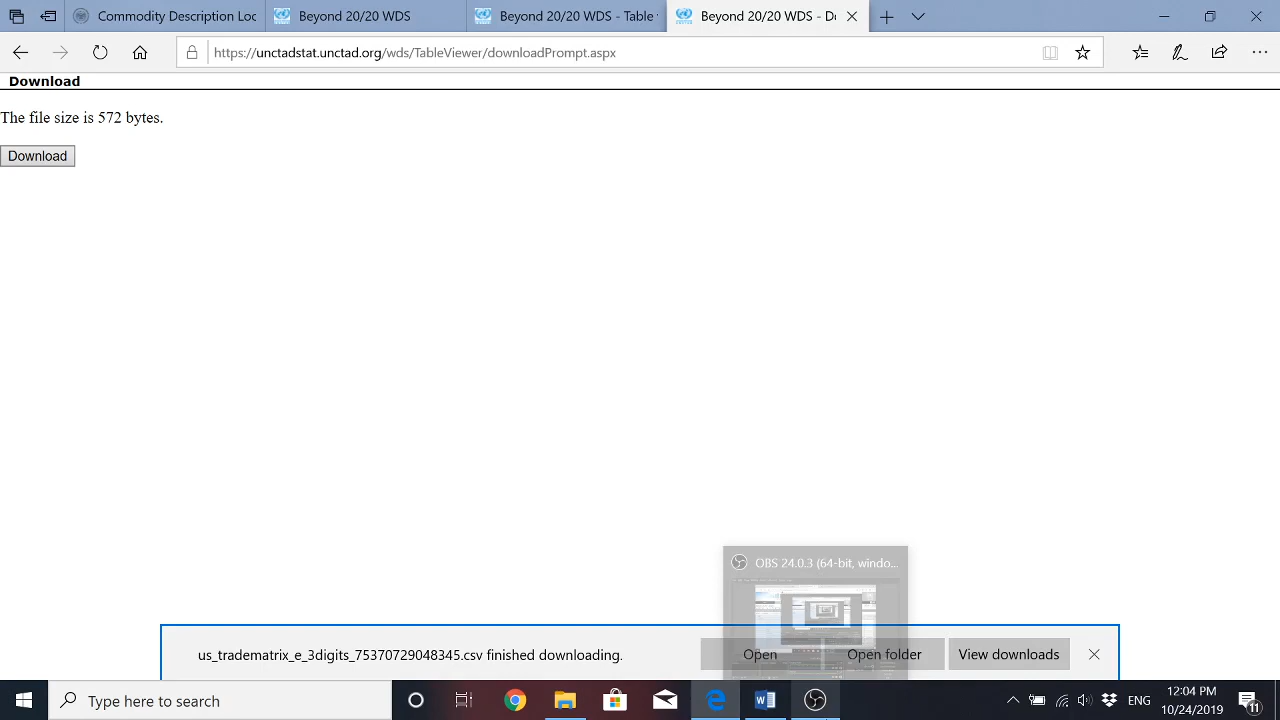 Commodity Description Loc
Beyond 20/20 WDS
Beyond 20/20 WDS - Table
Beyond 20/20 WDS - Do
https://unctadstat.unctad.org/wds/TableViewer/downloadPrompt.aspx
Download
The file size is 572 bytes.
Download
OBS 24.0.3 (64-bit, windo...
us_tradematrix_e_3digits_75370729048345.csv finished downloading.
Open
Open folder
View downloads
Type here to search
ENG
12:04 PM
10/24/2019
11